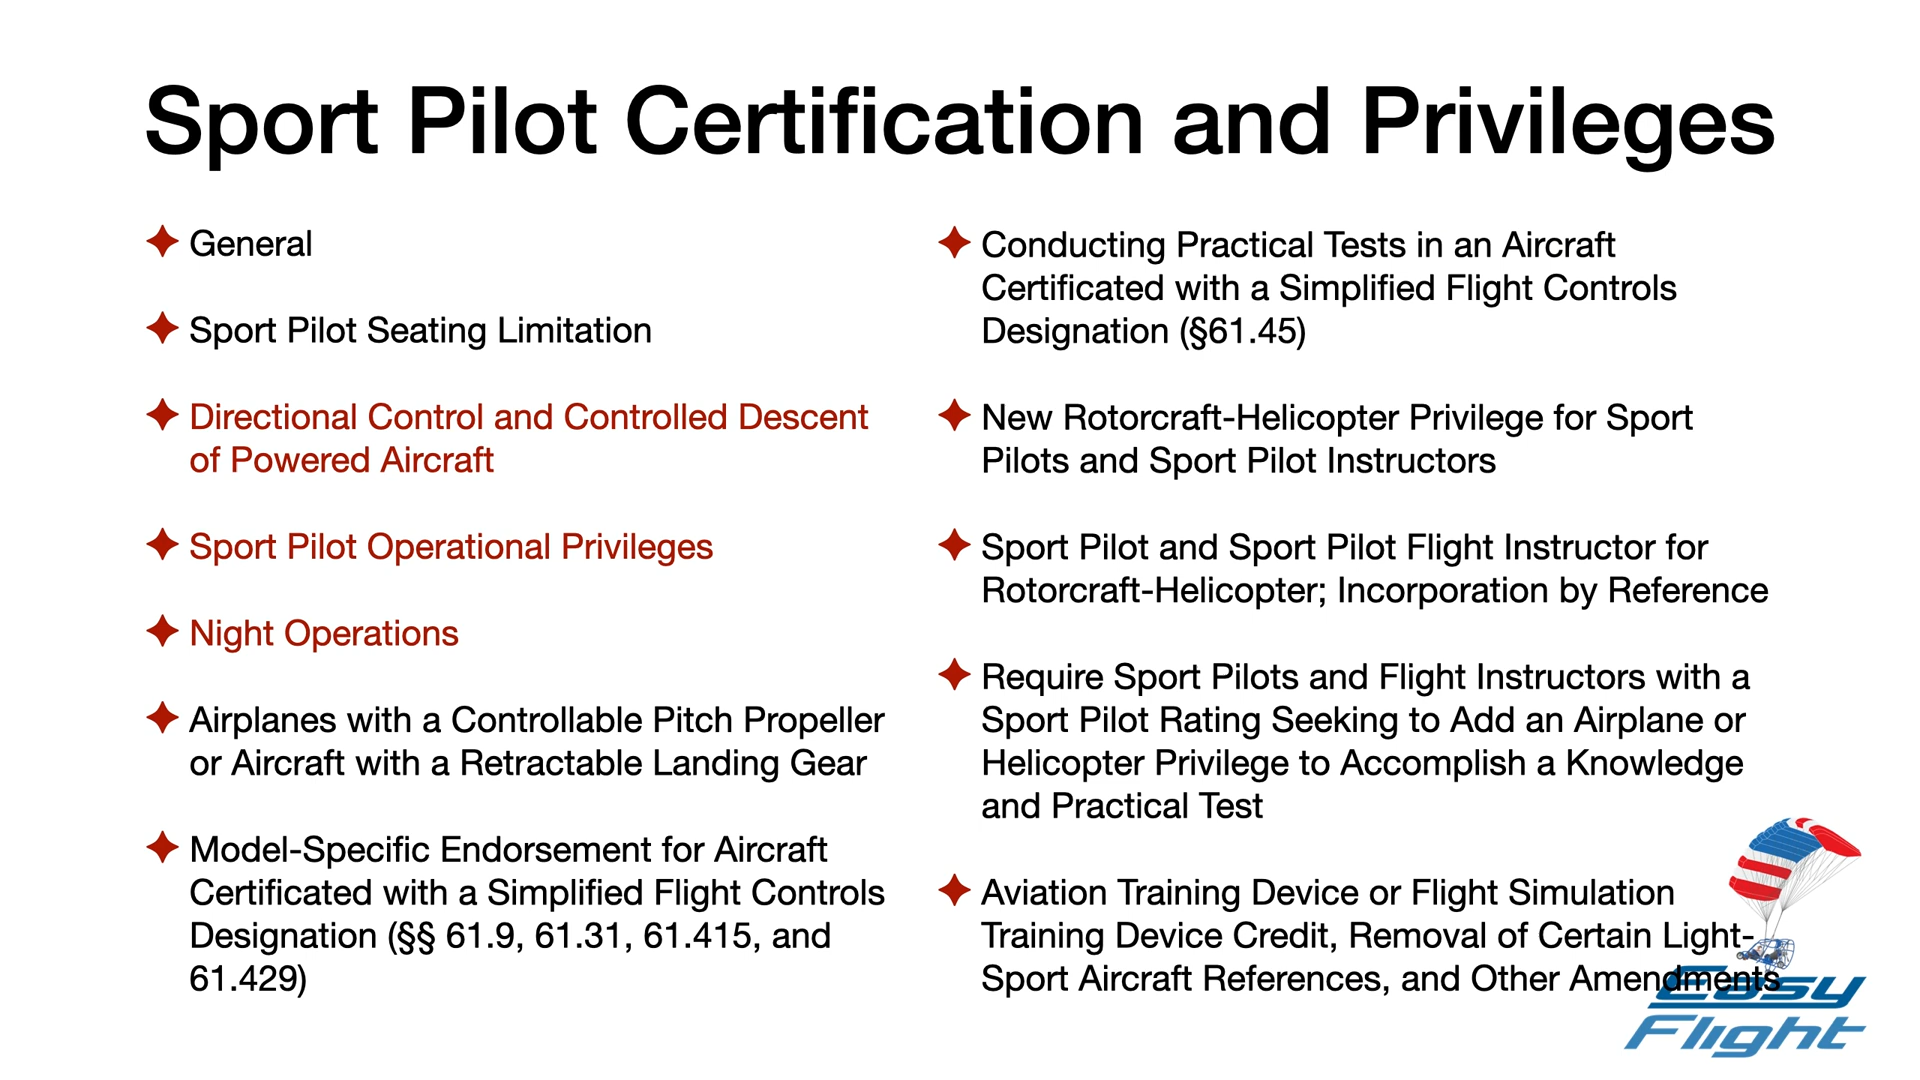 Sport Pilot Certification and Privileges
General
Sport Pilot Seating Limitation
Directional Control and Controlled Descent
of Powered Aircraft
Sport Pilot Operational Privileges
Night Operations
Airplanes with a Controllable Pitch Propeller
or Aircraft with a Retractable Landing Gear
Model-Specific Endorsement for Aircraft
Certificated with a Simplified Flight Controls
Designation (§§ 61.9, 61.31, 61.415, and
61.429)
Conducting Practical Tests in an Aircraft
Certificated with a Simplified Flight Controls
Designation (§61.45)
New Rotorcraft-Helicopter Privilege for Sport
Pilots and Sport Pilot Instructors
Sport Pilot and Sport Pilot Flight Instructor for
Rotorcraft-Helicopter; Incorporation by Reference
Require Sport Pilots and Flight Instructors with a
Sport Pilot Rating Seeking to Add an Airplane or
Helicopter Privilege to Accomplish a Knowledge
and Practical Test
Aviation Training Device or Flight Simulation
Training Device Credit, Removal of Certain Light-
Sport Aircraft References, and Other Amendments
Easy
Flight